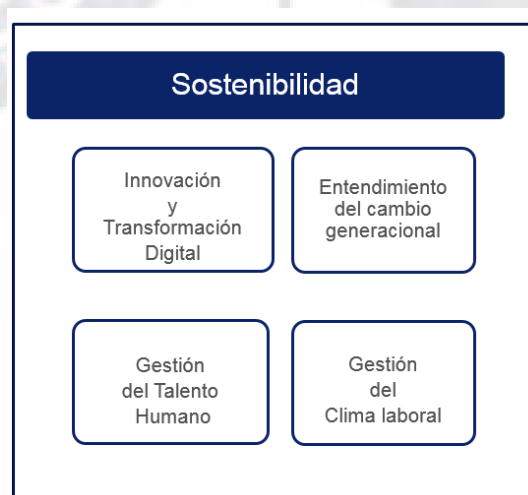 Sostenibilidad
Innovación
y
Transformación
Digital
Entendimiento
del cambio
generacional
Gestión
del Talento
Humano
Gestión
del
Clima laboral